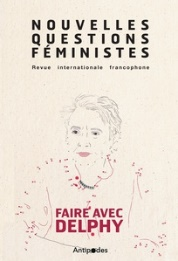 NOUVELLES
QUESTIONS
FÉMINISTES
Revue internationale francophone
FAIRE AVEC
DELPHY
Antipodes